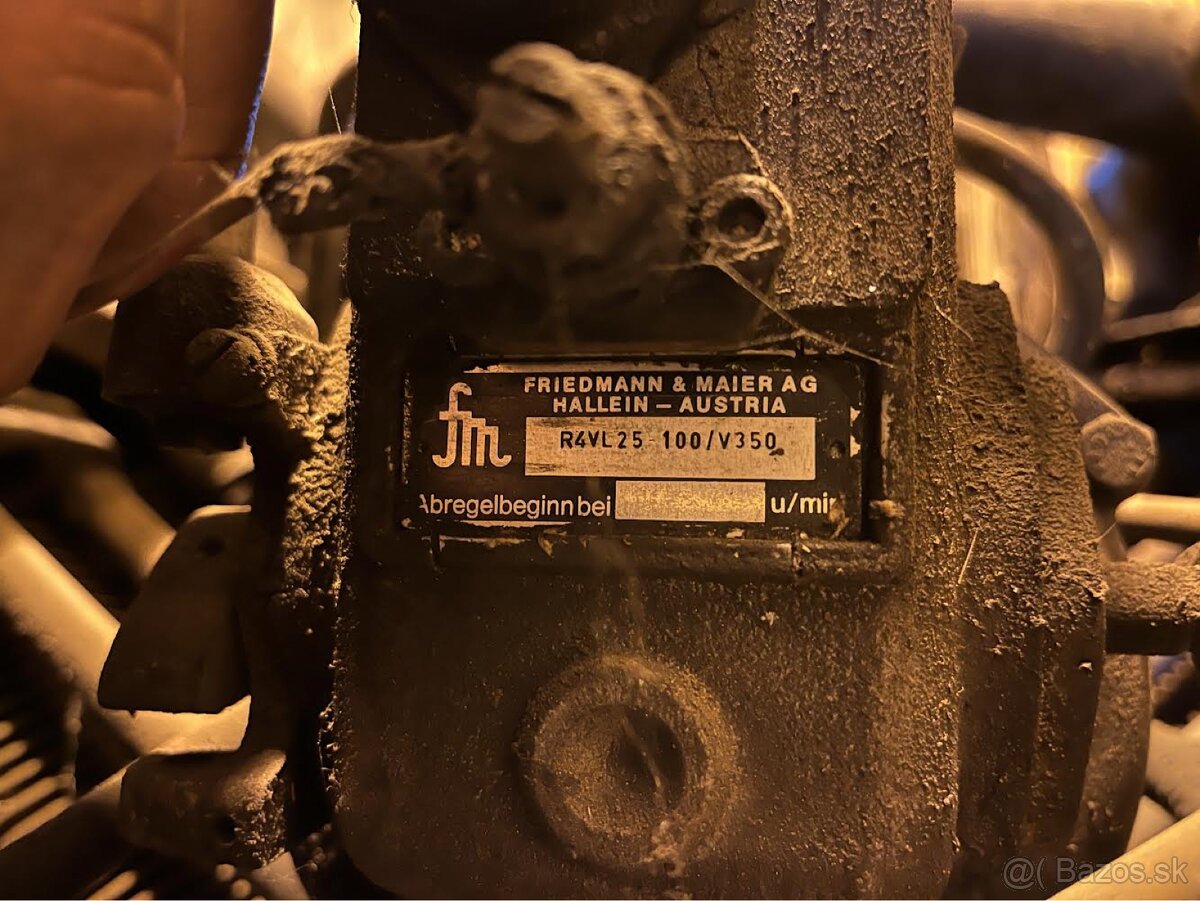 fm
FRIEDMANN & MAIER AG
HALLEIN – AUSTRIA
R4VL25-100/V350
Abregelbeginn bei
u/min
@( Bazos.sk